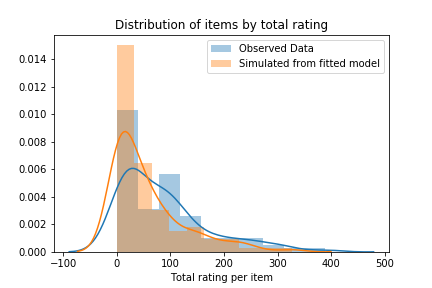 Distribution of items by total rating
Observed Data
Simulated from fitted model
0.014
0.012
0.010
0.008
0.006
0.004
0.002
0.000
−100 0 100 200 300 400 500
Total rating per item